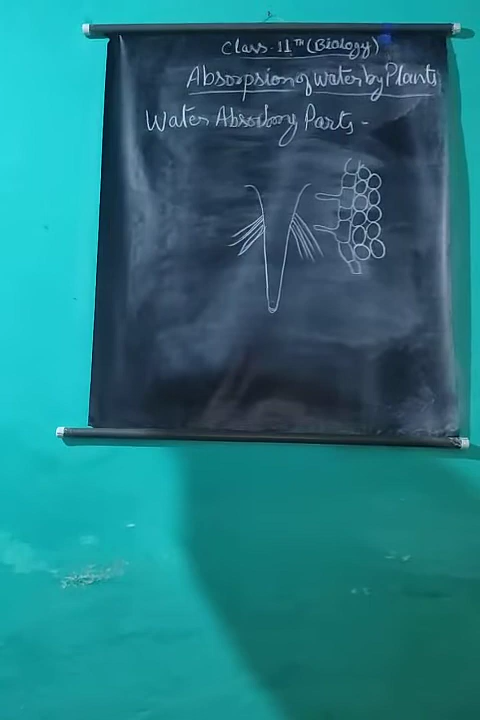 Class-11TH (Biology)
Absorpsion of water by Plants
Water Absorbing Parts-